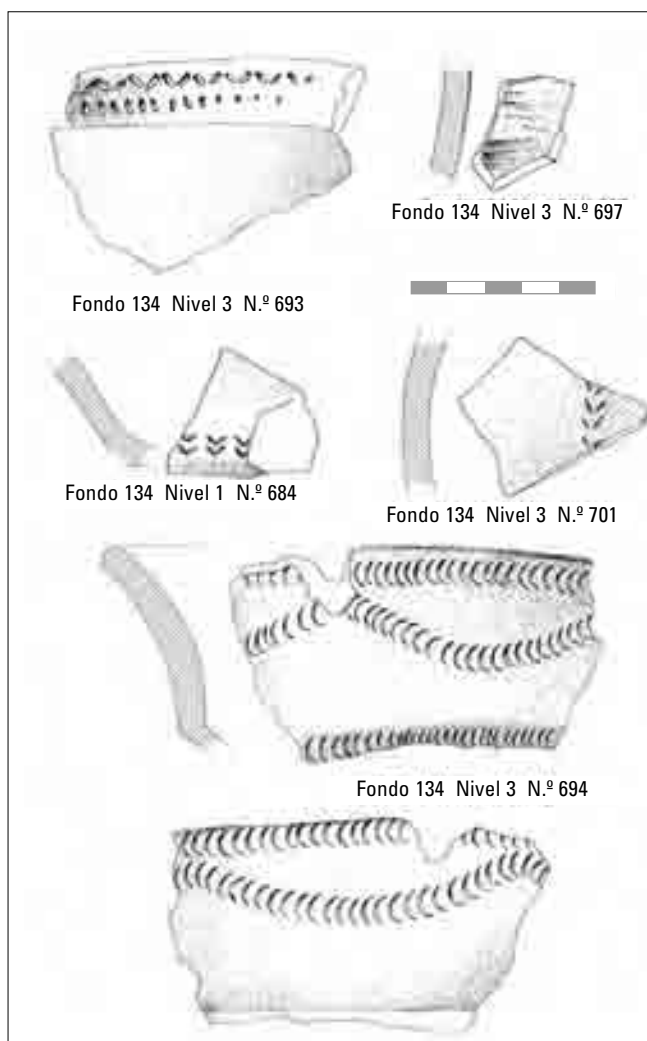 Fondo 134 Nivel 3 N.º 697
Fondo 134 Nivel 3 N.º 693
Fondo 134 Nivel 1 N.º 684
Fondo 134 Nivel 3 N.º 701
Fondo 134 Nivel 3 N.º 694